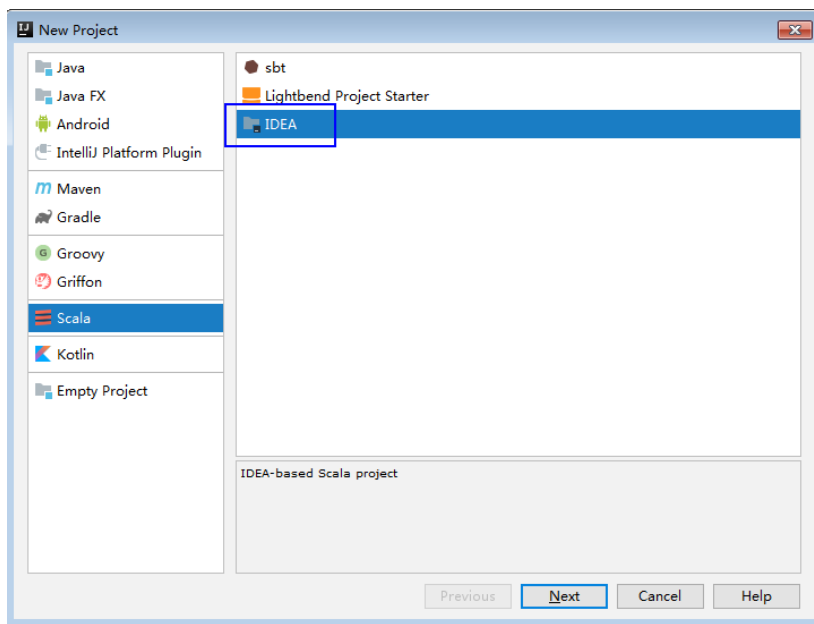 New Project
Java
Java FX
Android
IntelliJ Platform Plugin
Maven
Gradle
Groovy
Griffon
Scala
Kotlin
Empty Project
sbt
Lightbend Project Starter
IDEA
IDEA-based Scala project
Previous
Next
Cancel
Help